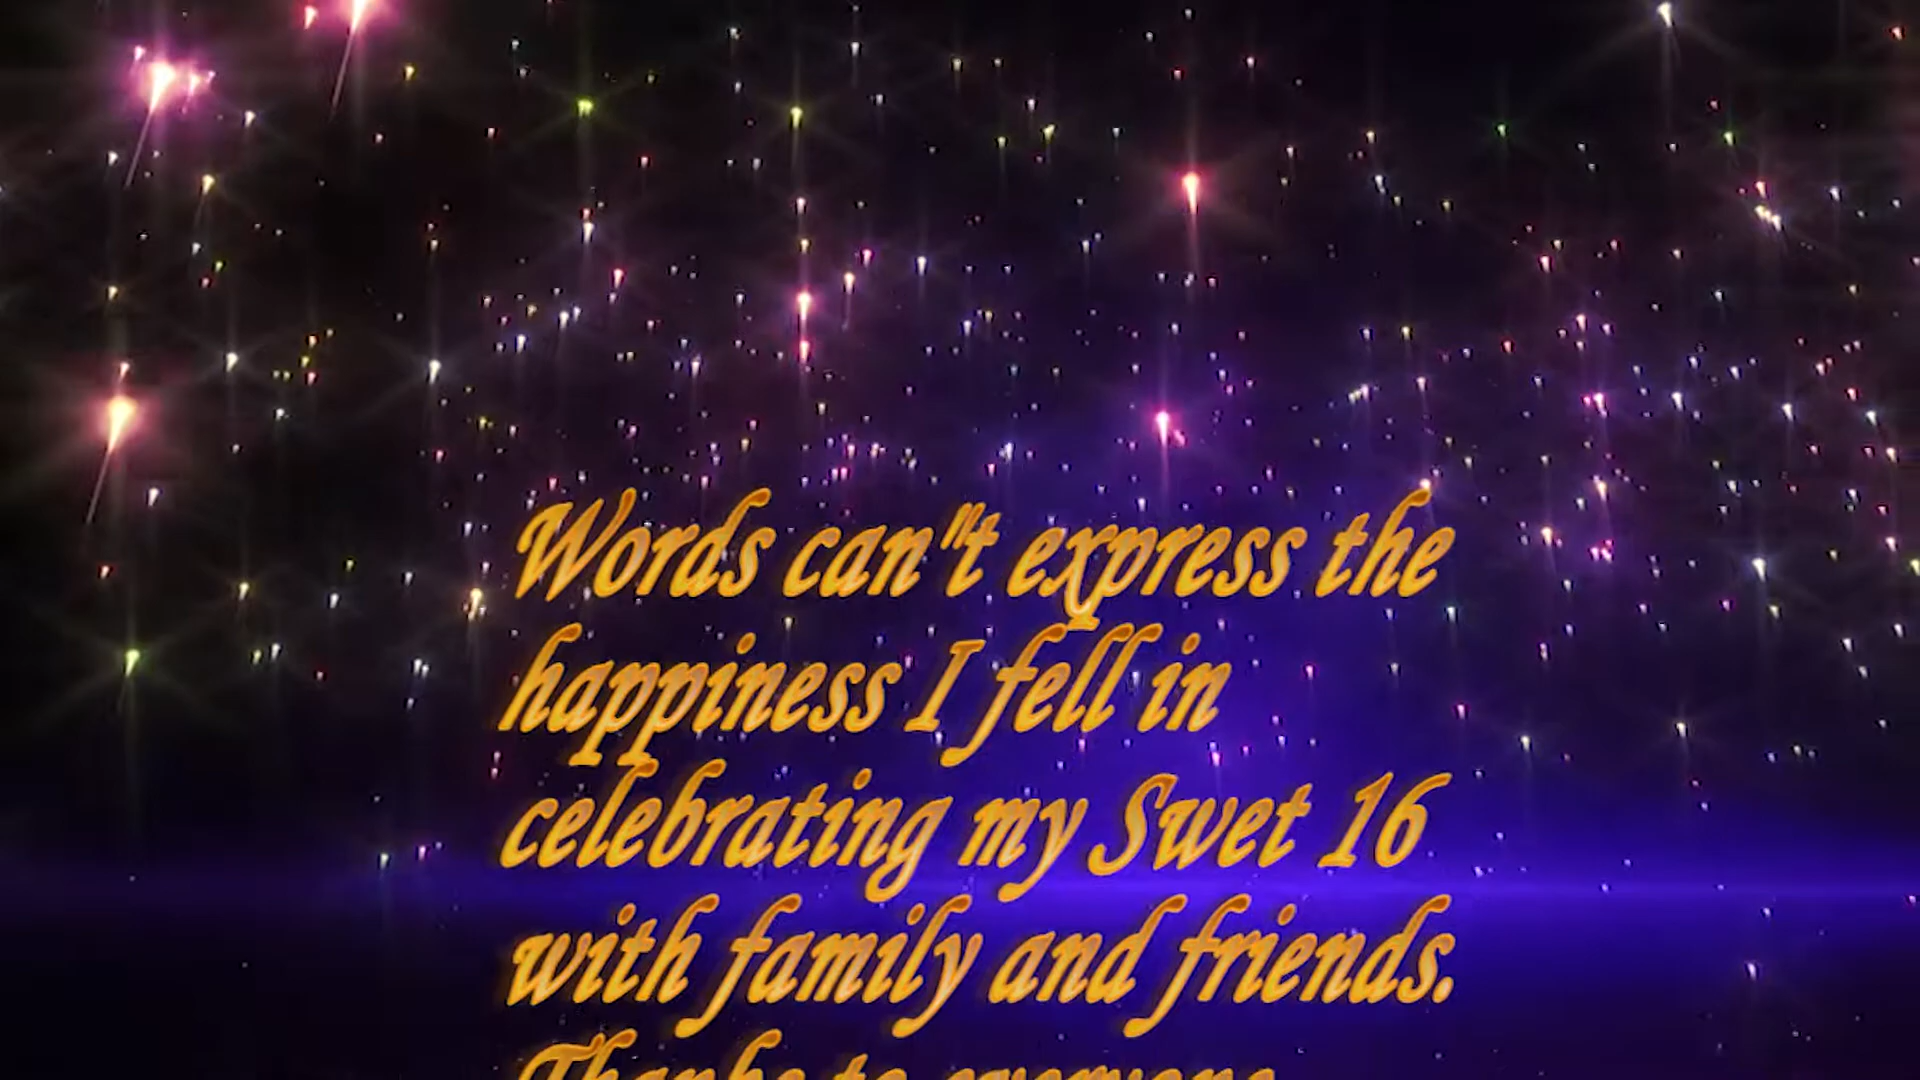 Words can"t express the
happiness I fell in
celebrating my Swet 16
with family and friends.
Thanks to everyone